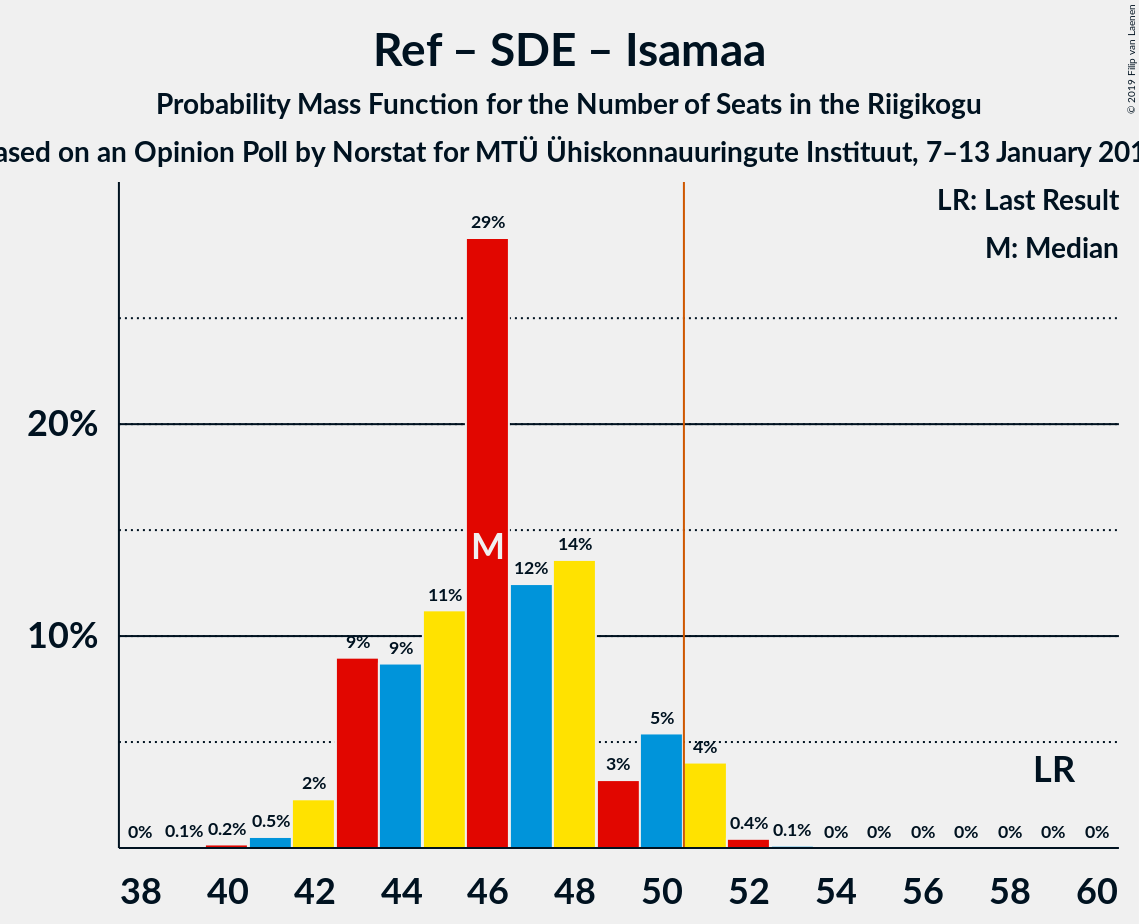 Ref – SDE – Isamaa
Probability Mass Function for the Number of Seats in the Riigikogu
on an Opinion Poll by Norstat for MTÜ Ühiskonnauuringute Instituut, 7–13 January
© 2019 Filip van Laenen
LR: Last Result
M: Median
29%
20%
M
14%
12%
11%
10%
9%
9%
5%
4%
3%
LR
2%
0%
0.1%
0.2%
0.5%
0.4%
0.1%
0%
0%
0%
0%
0%
0%
0%
38 40 42 44 46 48 50 52 54 56 58 60